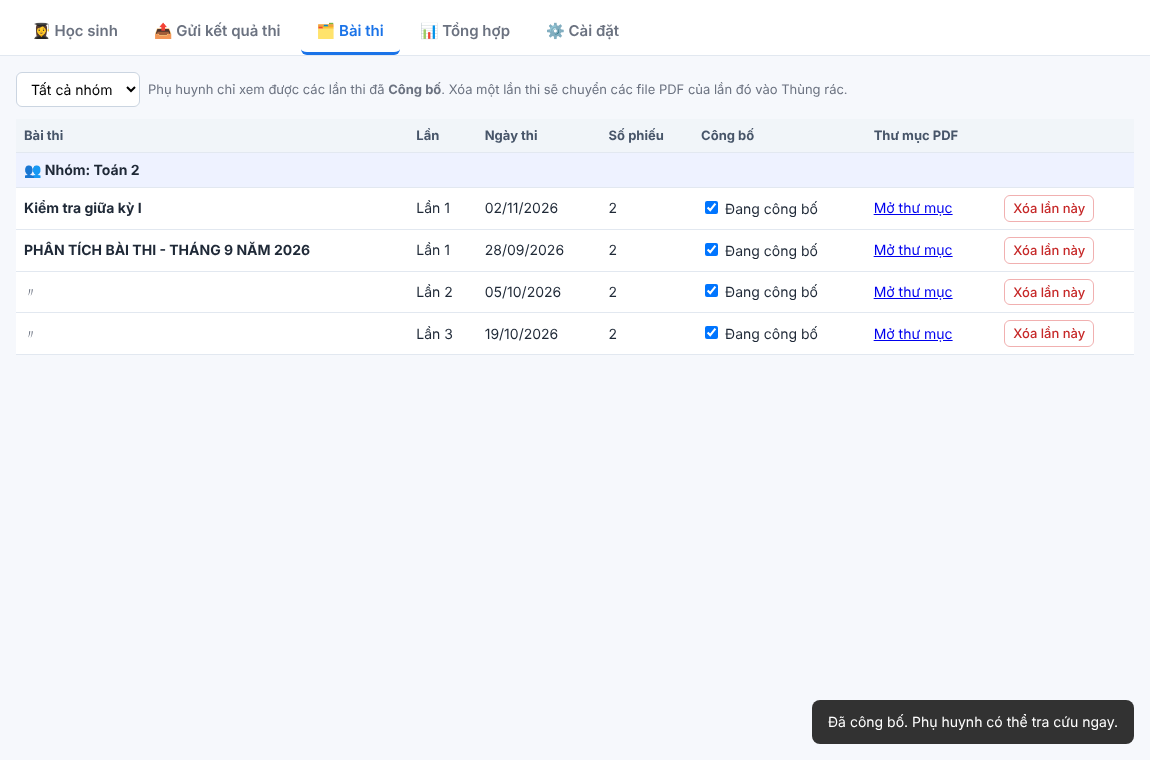 Học sinh Gửi kết quả thi Bài thi Tổng hợp Cài đặt
Tất cả nhóm Phụ huynh chỉ xem được các lần thi đã Công bố. Xóa một lần thi sẽ chuyển các file PDF của lần đó vào Thùng rác.
Bài thi Lần Ngày thi Số phiếu Công bố Thư mục PDF
Nhóm: Toán 2
Kiểm tra giữa kỳ I Lần 1 02/11/2026 2 Đang công bố Mở thư mục Xóa lần này
PHÂN TÍCH BÀI THI - THÁNG 9 NĂM 2026 Lần 1 28/09/2026 2 Đang công bố Mở thư mục Xóa lần này
〃 Lần 2 05/10/2026 2 Đang công bố Mở thư mục Xóa lần này
〃 Lần 3 19/10/2026 2 Đang công bố Mở thư mục Xóa lần này
Đã công bố. Phụ huynh có thể tra cứu ngay.